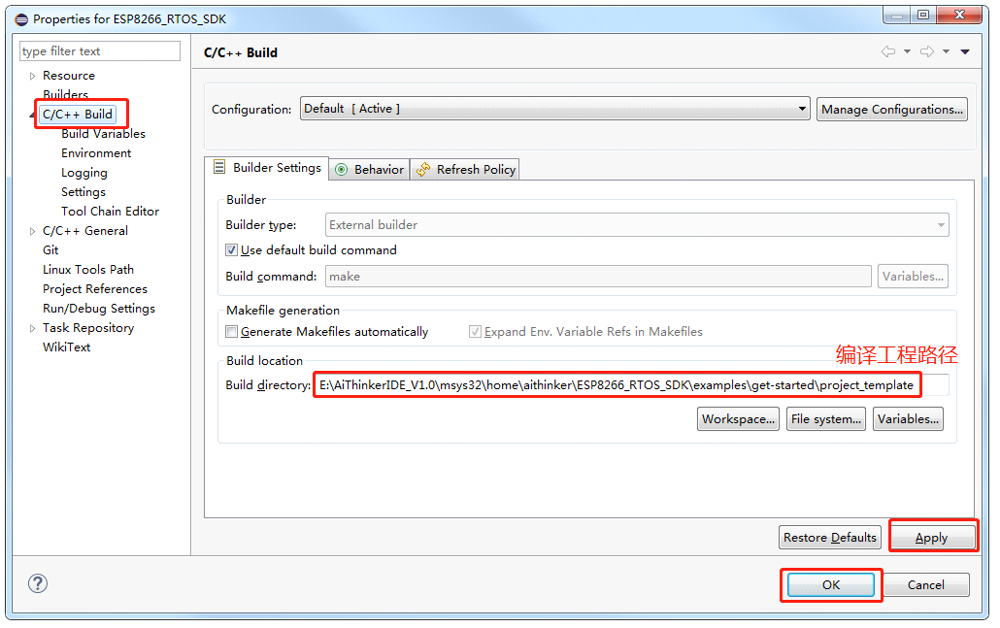 Properties for ESP8266_RTOS_SDK
type filter text
Resource
Builders
C/C++ Build
Build Variables
Environment
Logging
Settings
Tool Chain Editor
C/C++ General
Git
Linux Tools Path
Project References
Run/Debug Settings
Task Repository
WikiText
C/C++ Build
Configuration: Default [ Active ] Manage Configurations...
Builder Settings Behavior Refresh Policy
Builder
Builder type: External builder
Use default build command
Build command: make Variables...
Makefile generation
Generate Makefiles automatically Expand Env. Variable Refs in Makefiles
编译工程路径
Build location
Build directory: E:\AiThinkerIDE_V1.0\msys32\home\aithinker\ESP8266_RTOS_SDK\examples\get-started\project_template
Workspace... File system... Variables...
Restore Defaults Apply
OK Cancel